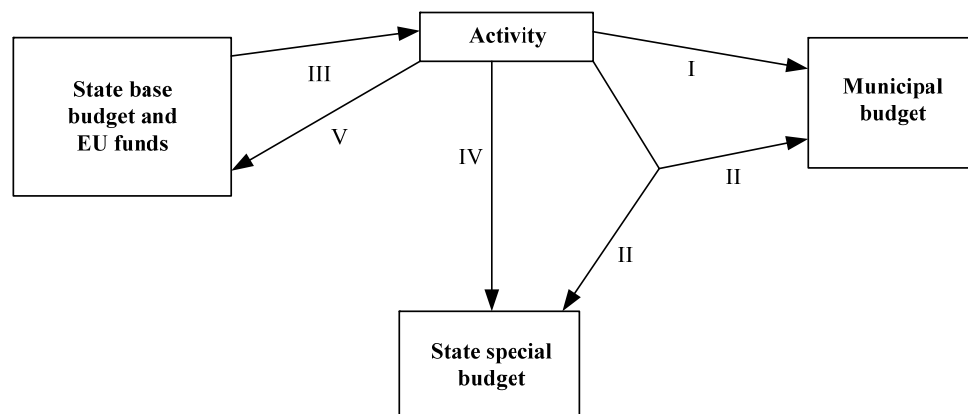 Activity
III
I
State base
budget and
EU funds
Municipal
budget
V
IV
II
II
State special
budget